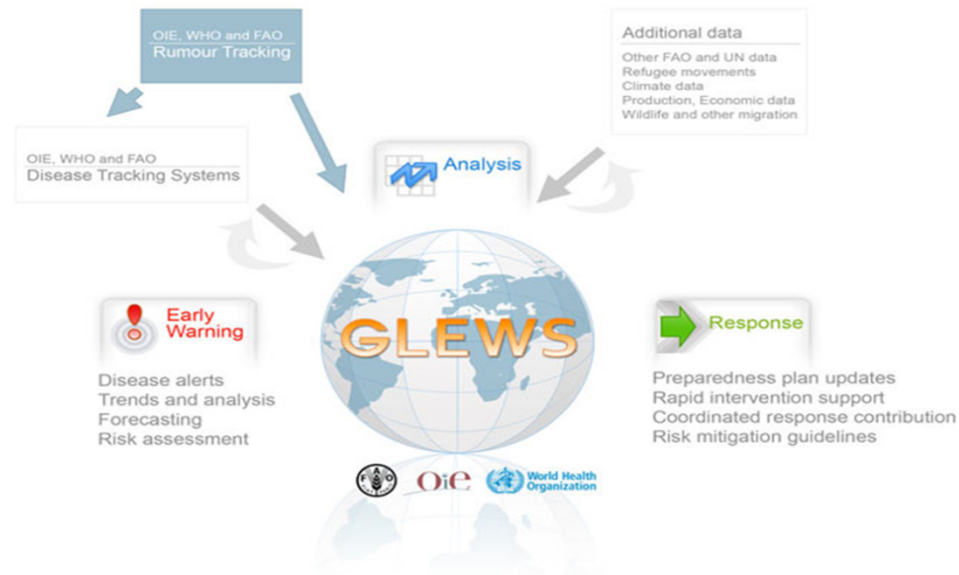 OIE, WHO and FAO
Rumour Tracking
Additional data
Other FAO and UN data
Refugee movements
Climate data
Production, Economic data
Wildlife and other migration
OIE, WHO and FAO
Disease Tracking Systems
Analysis
Early
Warning
Disease alerts
Trends and analysis
Forecasting
Risk assessment
GLEWS
Response
Preparedness plan updates
Rapid intervention support
Coordinated response contribution
Risk mitigation guidelines
FAO
Oie
World Health
Organization